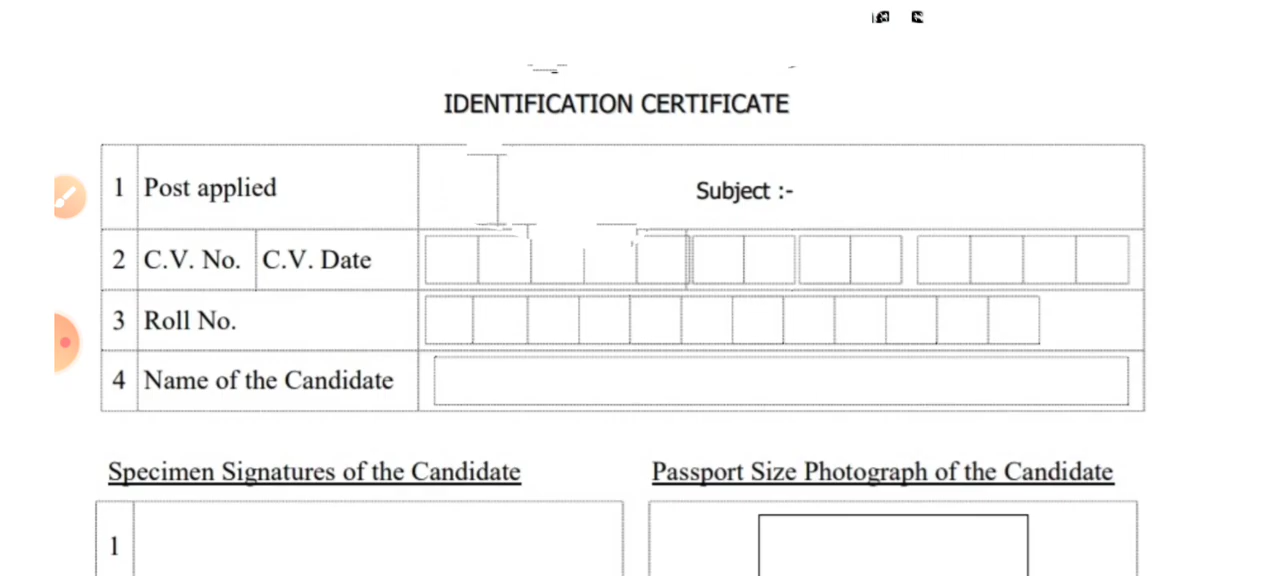 IDENTIFICATION CERTIFICATE
1 Post applied Subject :-
2 C.V. No. C.V. Date
3 Roll No.
4 Name of the Candidate
Specimen Signatures of the Candidate Passport Size Photograph of the Candidate
1